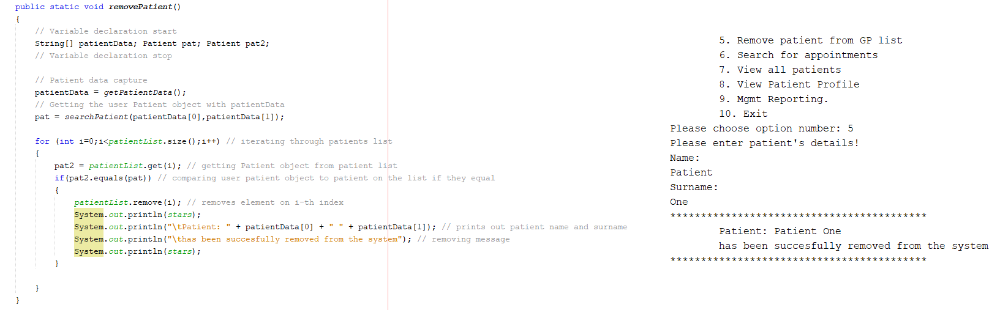 public static void removePatient()
{
// Variable declaration start
String[] patientData; Patient pat; Patient pat2;
// Variable declaration stop
// Patient data capture
patientData = getPatientData();
// Getting the user Patient object with patientData
pat = searchPatient(patientData[0],patientData[1]);
for (int i=0;i<patientList.size();i++) // iterating through patients list
{
pat2 = patientList.get(i); // getting Patient object from patient list
if(pat2.equals(pat)) // comparing user patient object to patient on the list if they equal
{
patientList.remove(i); // removes element on i-th index
System.out.println(stars);
System.out.println("\tPatient: " + patientData[0] + " " + patientData[1]); // prints out patient name and surname
System.out.println("\thas been succesfully removed from the system"); // removing message
System.out.println(stars);
}
}
}
5. Remove patient from GP list
6. Search for appointments
7. View all patients
8. View Patient Profile
9. Mgmt Reporting.
10. Exit
Please choose option number: 5
Please enter patient's details!
Name:
Patient
Surname:
One
******************************************
Patient: Patient One
has been succesfully removed from the system
******************************************